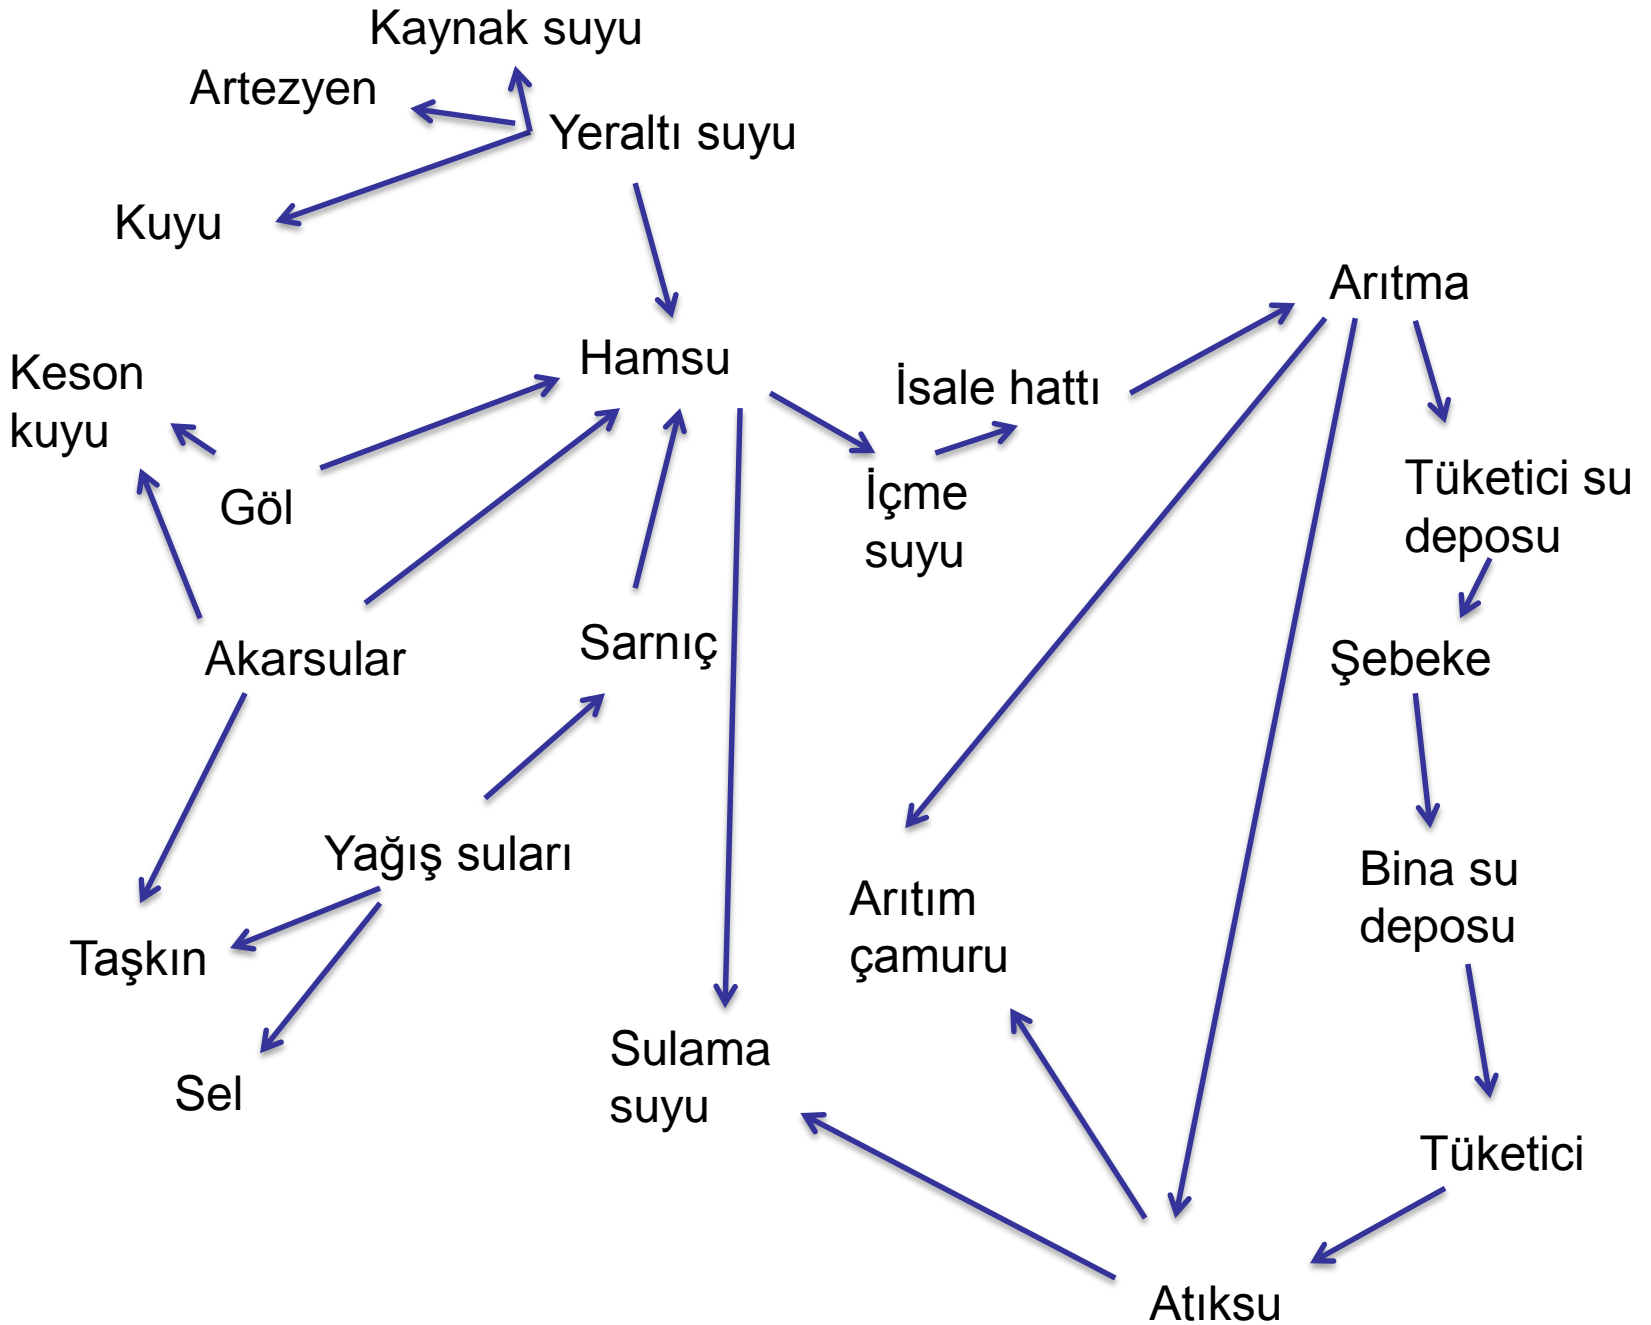 Kaynak suyu
Artezyen
Yeraltı suyu
Kuyu
Arıtma
Hamsu
Keson
kuyu
İsale hattı
Göl
İçme
suyu
Tüketici su
deposu
Akarsular
Sarnıç
Şebeke
Yağış suları
Bina su
deposu
Arıtım
çamuru
Taşkın
Sulama
suyu
Sel
Tüketici
Atıksu